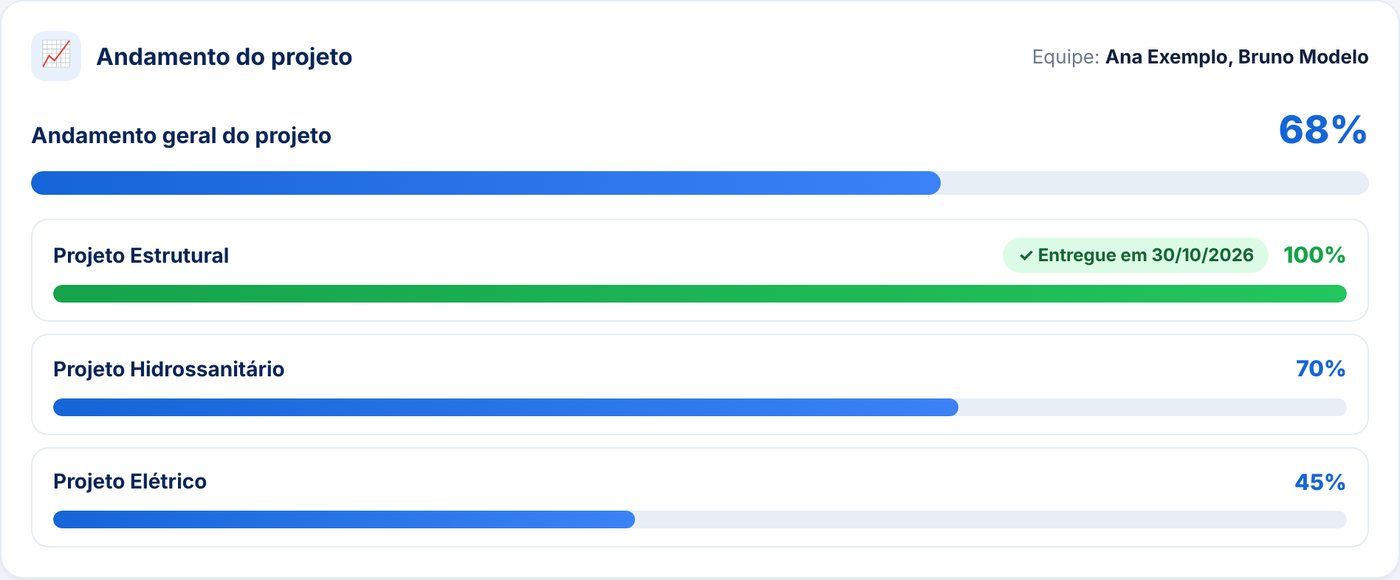 Andamento do projeto
Equipe: Ana Exemplo, Bruno Modelo
Andamento geral do projeto
68%
Projeto Estrutural
✓ Entregue em 30/10/2026
100%
Projeto Hidrossanitário
70%
Projeto Elétrico
45%